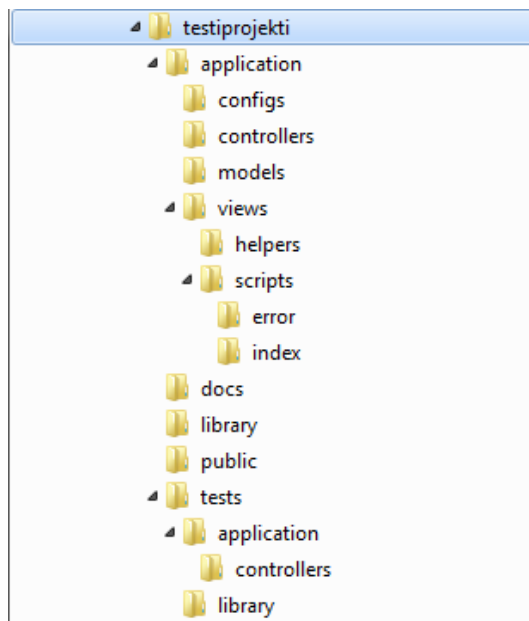 testiprojekti
application
configs
controllers
models
views
helpers
scripts
error
index
docs
library
public
tests
application
controllers
library